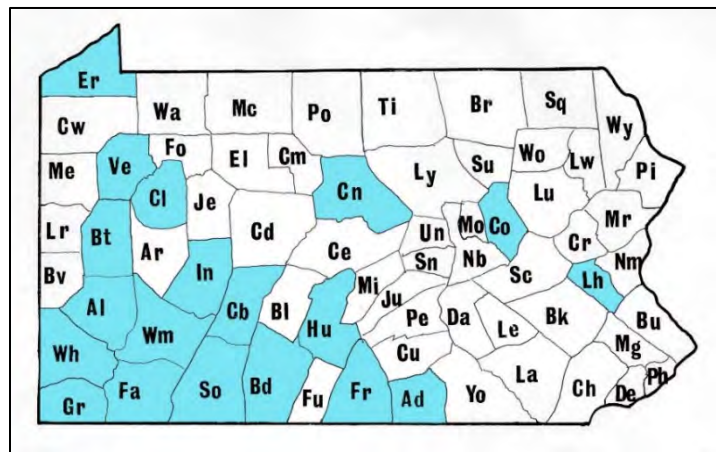 Er
Cw
Wa
Mc
Po
Ti
Br
Sq
Wy
Me
Ve
Fo
El
Cm
Cl
Je
Cn
Ly
Su
Wo
Lw
Pi
Lu
Mr
Lr
Bt
Ar
Cd
Ce
Un
Mo
Co
Cr
Nm
Bv
In
Sn
Nb
Sc
Lh
Al
Wm
Cb
Bl
Hu
Mi
Ju
Pe
Da
Le
Bk
Bu
Wh
Cu
Mg
Gr
Fa
So
Bd
Fu
Fr
Ad
Yo
La
Ch
De
Ph